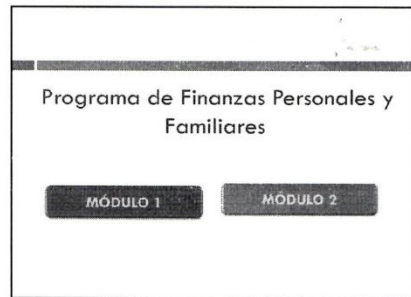 Programa de Finanzas Personales y
Familiares
MÓDULO 1
MÓDULO 2